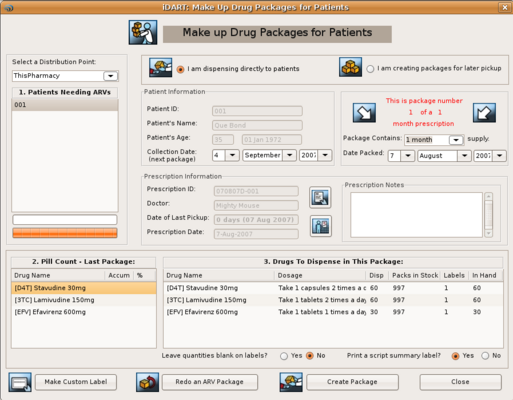 iDART: Make Up Drug Packages for Patients
Make up Drug Packages for Patients
Select a Distribution Point:
ThisPharmacy
1. Patients Needing ARVs
001
I am dispensing directly to patients
I am creating packages for later pickup
Patient Information
Patient ID: 001
Patient's Name:
Patient's Age: 35 01 Jan 1972
Collection Date: 4 September 2007
(next package)
This is package number
1 of a 1
month prescription
Package Contains: 1 month supply.
Date Packed: 7 August 2007
Prescription Information
Prescription ID: 070807D-001
Doctor: Mighty Mouse
Date of Last Pickup: 0 days (07 Aug 2007)
Prescription Date: 7-Aug-2007
Prescription Notes
2. Pill Count - Last Package:
Drug Name Accum %
[D4T] Stavudine 30mg
[3TC] Lamivudine 150mg
[EFV] Efavirenz 600mg
3. Drugs To Dispense in This Package:
Drug Name Dosage Disp Packs in Stock Labels In Hand
[D4T] Stavudine 30mg Take 1 capsules 2 times a d 60 997 1 60
[3TC] Lamivudine 150mg Take 1 tablets 2 times a day 60 997 1 60
[EFV] Efavirenz 600mg Take 1 tablets 1 times a day 30 997 1 30
Leave quantities blank on labels? Yes No
Print a script summary label? Yes No
Make Custom Label
Redo an ARV Package
Create Package
Close